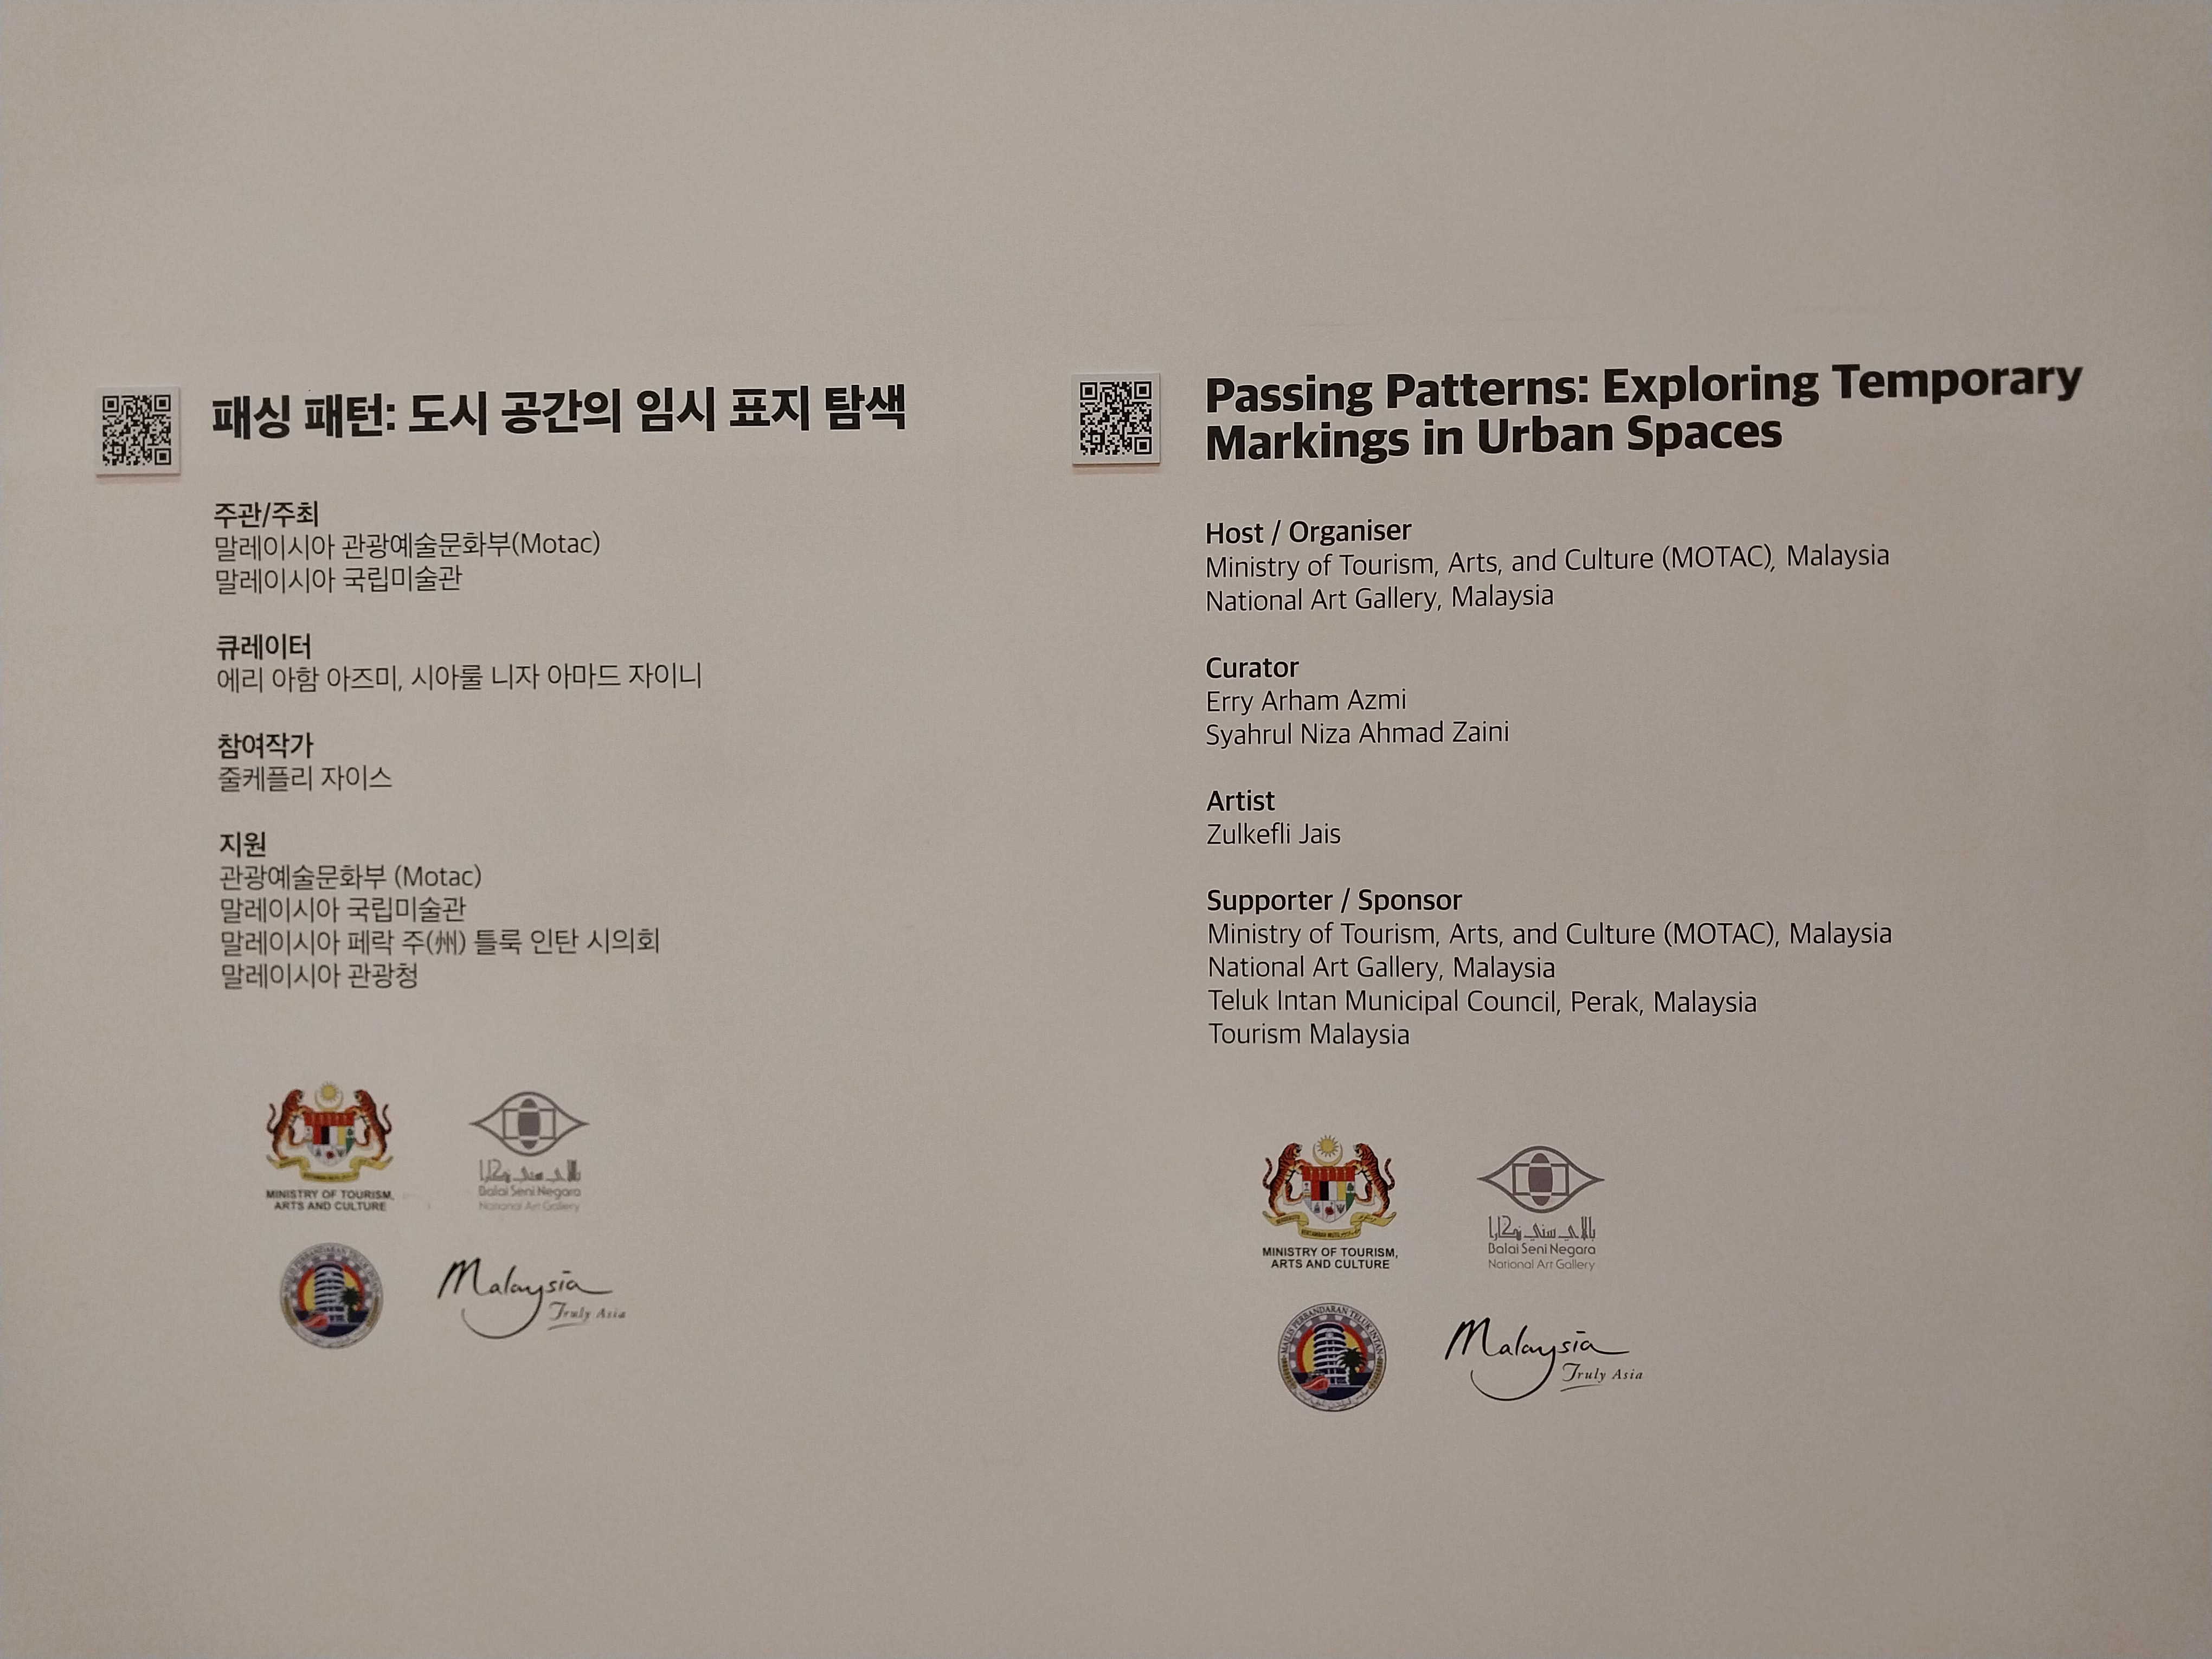 패싱 패턴: 도시 공간의 임시 표지 탐색
주관/주최
말레이시아 관광예술문화부(Motac)
말레이시아 국립미술관
큐레이터
에리 아함 아즈미, 시아룰 니자 아마드 자이니
참여작가
줄케플리 자이스
지원
관광예술문화부 (Motac)
말레이시아 국립미술관
말레이시아 페락 주(州) 틀룩 인탄 시의회
말레이시아 관광청
MINISTRY OF TOURISM,
ARTS AND CULTURE
بالاي سني نݢارا
Balai Seni Negara
National Art Gallery
Malaysia
Truly Asia
Passing Patterns: Exploring Temporary
Markings in Urban Spaces
Host / Organiser
Ministry of Tourism, Arts, and Culture (MOTAC), Malaysia
National Art Gallery, Malaysia
Curator
Erry Arham Azmi
Syahrul Niza Ahmad Zaini
Artist
Zulkefli Jais
Supporter / Sponsor
Ministry of Tourism, Arts, and Culture (MOTAC), Malaysia
National Art Gallery, Malaysia
Teluk Intan Municipal Council, Perak, Malaysia
Tourism Malaysia
MINISTRY OF TOURISM,
ARTS AND CULTURE
بالاي سني نݢارا
Balai Seni Negara
National Art Gallery
MAJLIS PERBANDARAN TELUK INTAN
Malaysia
Truly Asia